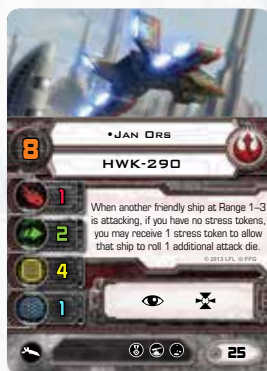 •Jan Ors
8
HWK-290
1
2
4
1
When another friendly ship at Range 1–3
is attacking, if you have no stress tokens,
you may receive 1 stress token to allow
that ship to roll 1 additional attack die.
© 2013 LFL © FFG
25